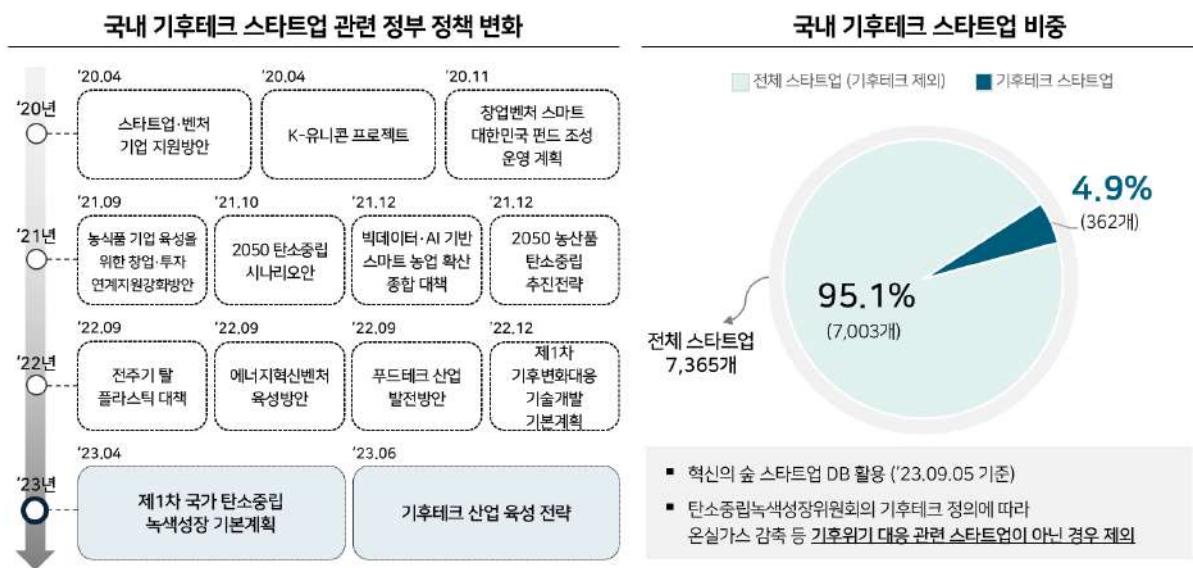 국내 기후테크 스타트업 관련 정부 정책 변화
'20년
'20.04
스타트업·벤처
기업 지원방안
'20.04
K-유니콘 프로젝트
'20.11
창업벤처 스마트
대한민국 펀드 조성
운영 계획
'21년
'21.09
농식품 기업 육성을
위한 창업·투자
연계지원강화방안
'21.10
2050 탄소중립
시나리오안
'21.12
빅데이터·AI 기반
스마트 농업 확산
종합 대책
'21.12
2050 농산품
탄소중립
추진전략
'22년
'22.09
전주기 탈
플라스틱 대책
'22.09
에너지혁신벤처
육성방안
'22.09
푸드테크 산업
발전방안
'22.12
제1차
기후변화대응
기술개발
기본계획
'23년
'23.04
제1차 국가 탄소중립
녹색성장 기본계획
'23.06
기후테크 산업 육성 전략
국내 기후테크 스타트업 비중
전체 스타트업 (기후테크 제외)
기후테크 스타트업
4.9%
(362개)
95.1%
(7,003개)
전체 스타트업
7,365개
▪ 혁신의 숲 스타트업 DB 활용 ('23.09.05 기준)
▪ 탄소중립녹색성장위원회의 기후테크 정의에 따라
온실가스 감축 등 기후위기 대응 관련 스타트업이 아닌 경우 제외